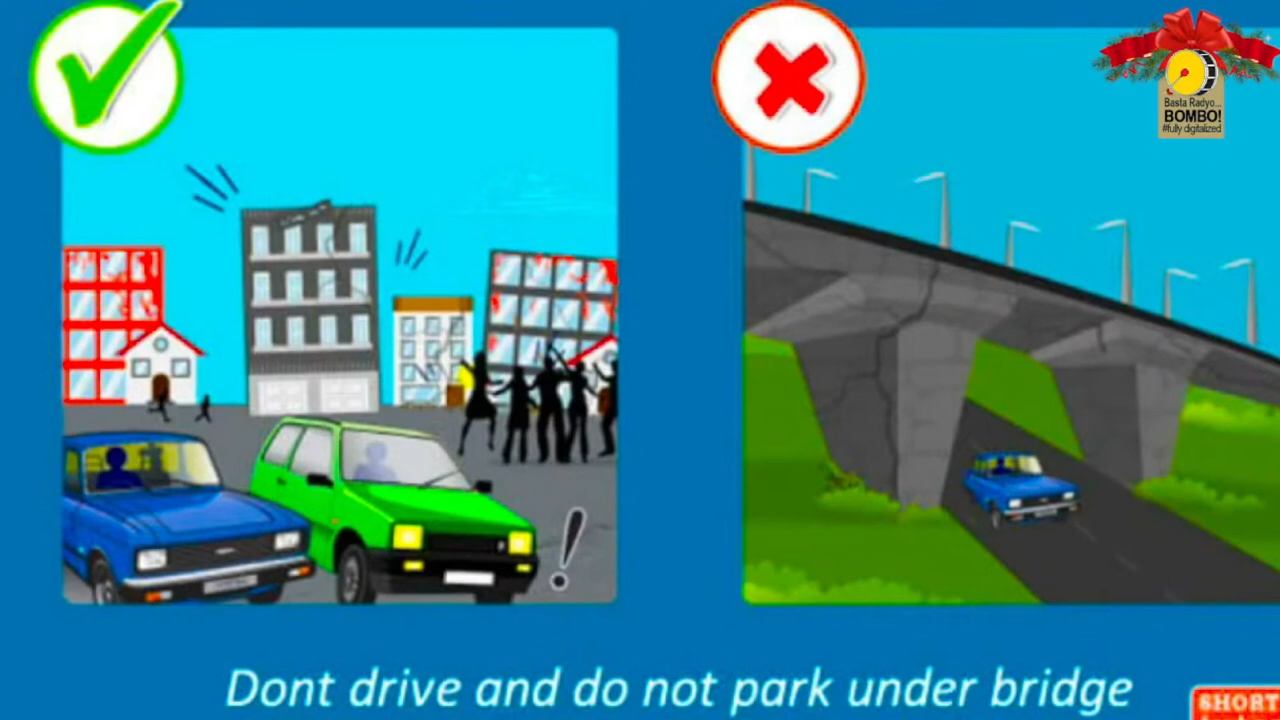 Basta Radyo...
BOMBO!
#fully digitalized
Dont drive and do not park under bridge
SHORT